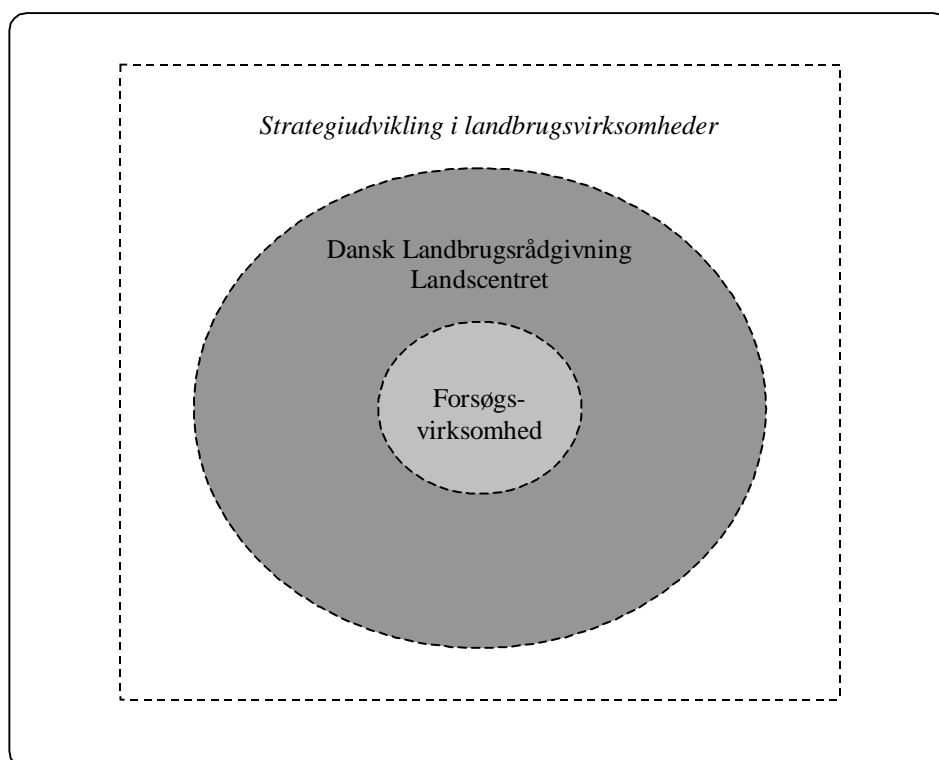 Strategiudvikling i landbrugsvirksomheder
Dansk Landbrugsrådgivning
Landscentret
Forsøgs-
virksomhed